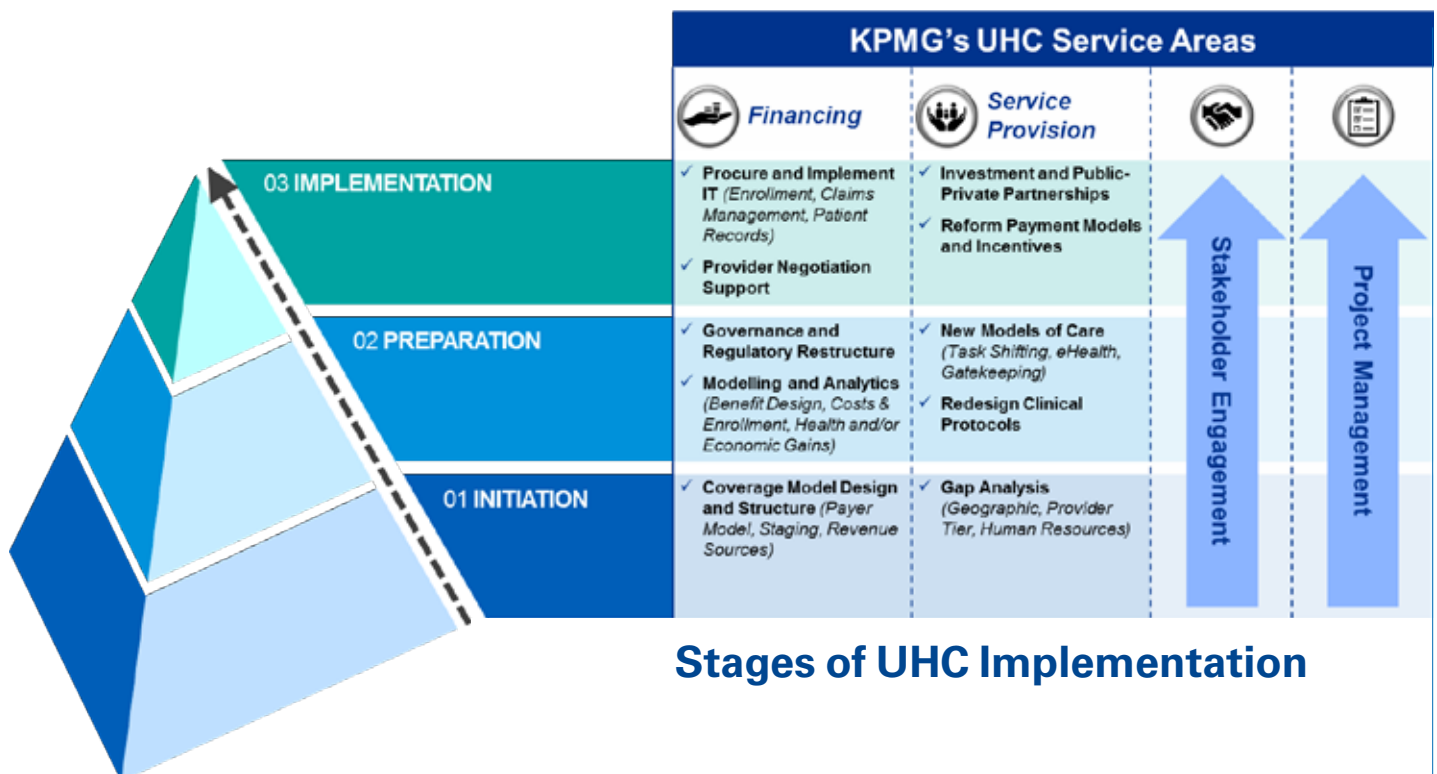 KPMG's UHC Service Areas
Financing
Service
Provision
03 IMPLEMENTATION
✓ Procure and Implement
IT (Enrollment, Claims
Management, Patient
Records)
✓ Provider Negotiation
Support
✓ Investment and Public-
Private Partnerships
✓ Reform Payment Models
and Incentives
02 PREPARATION
✓ Governance and
Regulatory Restructure
✓ Modelling and Analytics
(Benefit Design, Costs &
Enrollment, Health and/or
Economic Gains)
✓ New Models of Care
(Task Shifting, eHealth,
Gatekeeping)
✓ Redesign Clinical
Protocols
01 INITIATION
✓ Coverage Model Design
and Structure (Payer
Model, Staging, Revenue
Sources)
✓ Gap Analysis
(Geographic, Provider
Tier, Human Resources)
Stakeholder Engagement
Project Management
Stages of UHC Implementation